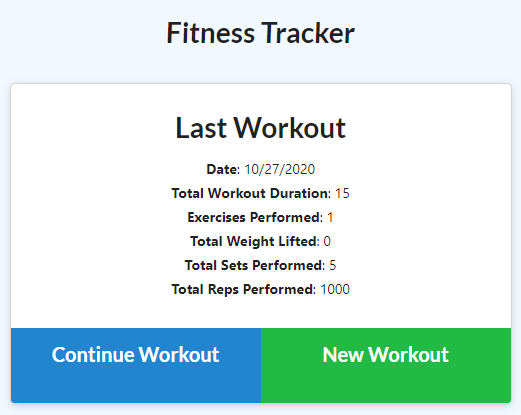 Fitness Tracker
Last Workout
Date: 10/27/2020
Total Workout Duration: 15
Exercises Performed: 1
Total Weight Lifted: 0
Total Sets Performed: 5
Total Reps Performed: 1000
Continue Workout
New Workout